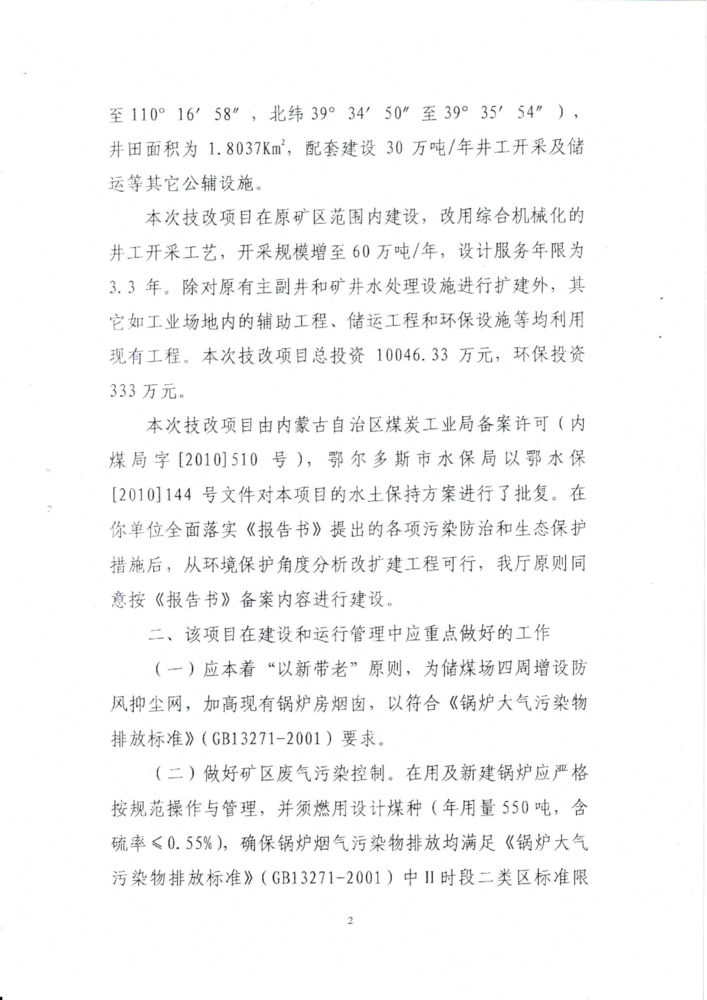 至110° 16′ 58″ ，北纬39° 34′ 50″至39° 35′ 54″ ），
井田面积为 1.8037Km²，配套建设 30 万吨/年井工开采及储
运等其它公辅设施。
本次技改项目在原矿区范围内建设，改用综合机械化的
井工开采工艺，开采规模增至60万吨/年，设计服务年限为
3.3 年。除对原有主副井和矿井水处理设施进行扩建外，其
它如工业场地内的辅助工程、储运工程和环保设施等均利用
现有工程。本次技改项目总投资 10046.33 万元，环保投资
333万元。
本次技改项目由内蒙古自治区煤炭工业局备案许可（内
煤局字[2010]510 号），鄂尔多斯市水保局以鄂水保
[2010]144 号文件对本项目的水土保持方案进行了批复。在
你单位全面落实《报告书》提出的各项污染防治和生态保护
措施后，从环境保护角度分析改扩建工程可行，我厅原则同
意按《报告书》备案内容进行建设。
二、该项目在建设和运行管理中应重点做好的工作
（一）应本着“以新带老”原则，为储煤场四周增设防
风抑尘网，加高现有锅炉房烟囱，以符合《锅炉大气污染物
排放标准》（GB13271-2001）要求。
（二）做好矿区废气污染控制。在用及新建锅炉应严格
按规范操作与管理，并须燃用设计煤种（年用量550吨，含
硫率≤0.55%），确保锅炉烟气污染物排放均满足《锅炉大气
污染物排放标准》（GB13271-2001）中Ⅱ时段二类区标准限
2